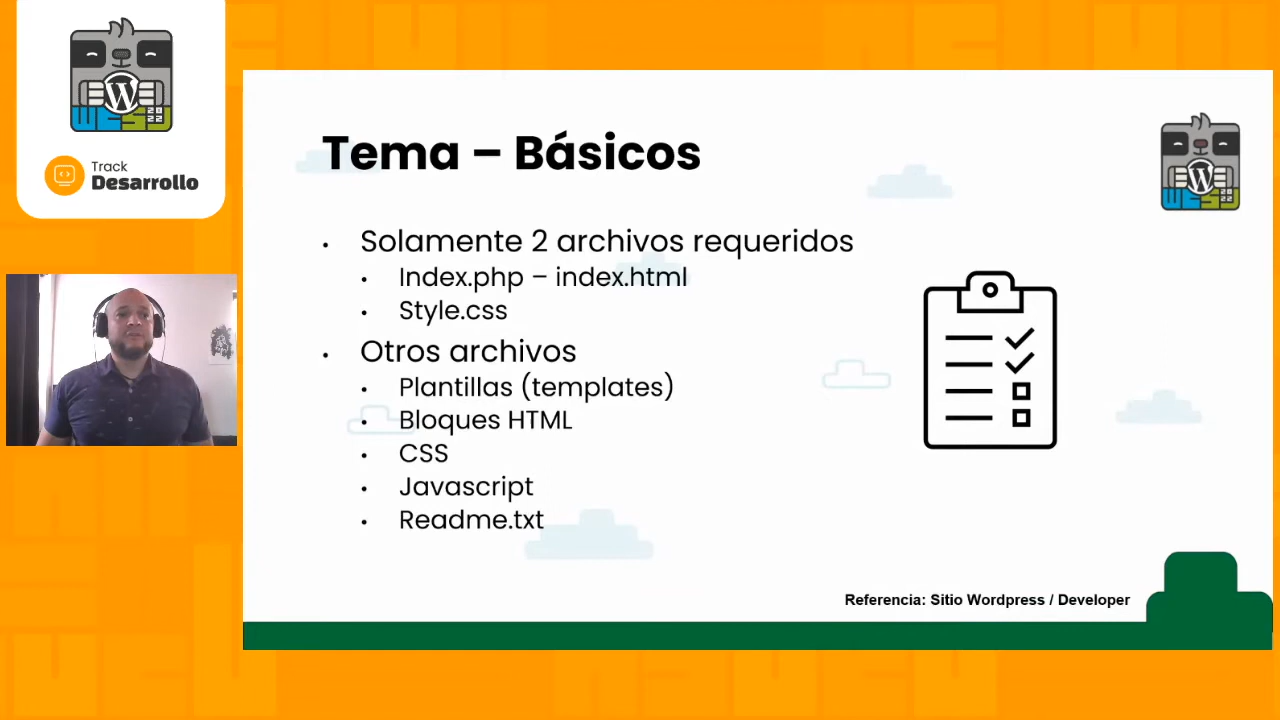 Track
Desarrollo
Tema – Básicos
• Solamente 2 archivos requeridos
• Index.php – index.html
• Style.css
• Otros archivos
• Plantillas (templates)
• Bloques HTML
• CSS
• Javascript
• Readme.txt
Referencia: Sitio Wordpress / Developer